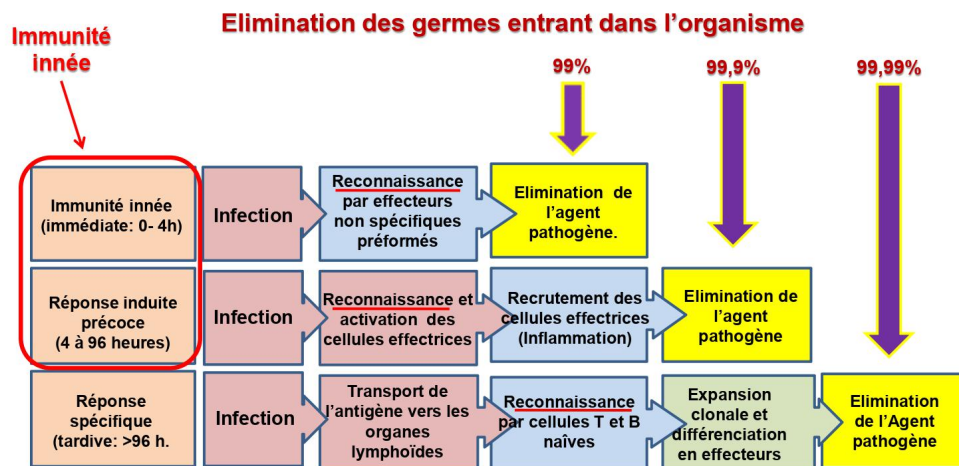 Elimination des germes entrant dans l'organisme
Immunité
innée
99%
99,9%
99,99%
Immunité innée
(immédiate: 0- 4h)
Infection
Reconnaissance
par effecteurs
non spécifiques
préformés
Elimination de
l'agent
pathogène.
Réponse induite
précoce
(4 à 96 heures)
Infection
Reconnaissance et
activation des
cellules effectrices
Recrutement des
cellules effectrices
(Inflammation)
Elimination de
l'agent
pathogène
Réponse
spécifique
(tardive: >96 h.
Infection
Transport de
l'antigène vers les
organes
lymphoïdes
Reconnaissance
par cellules T et B
naîves
Expansion
clonale et
différenciation
en effecteurs
Elimination
de l'Agent
pathogène